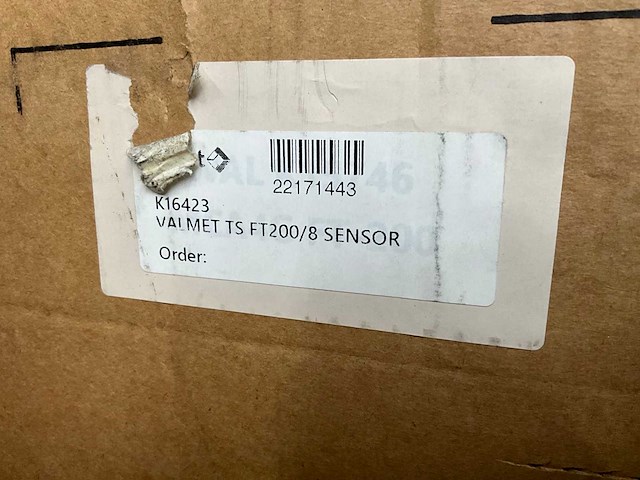 22171443
K16423
VALMET TS FT200/8 SENSOR
Order: